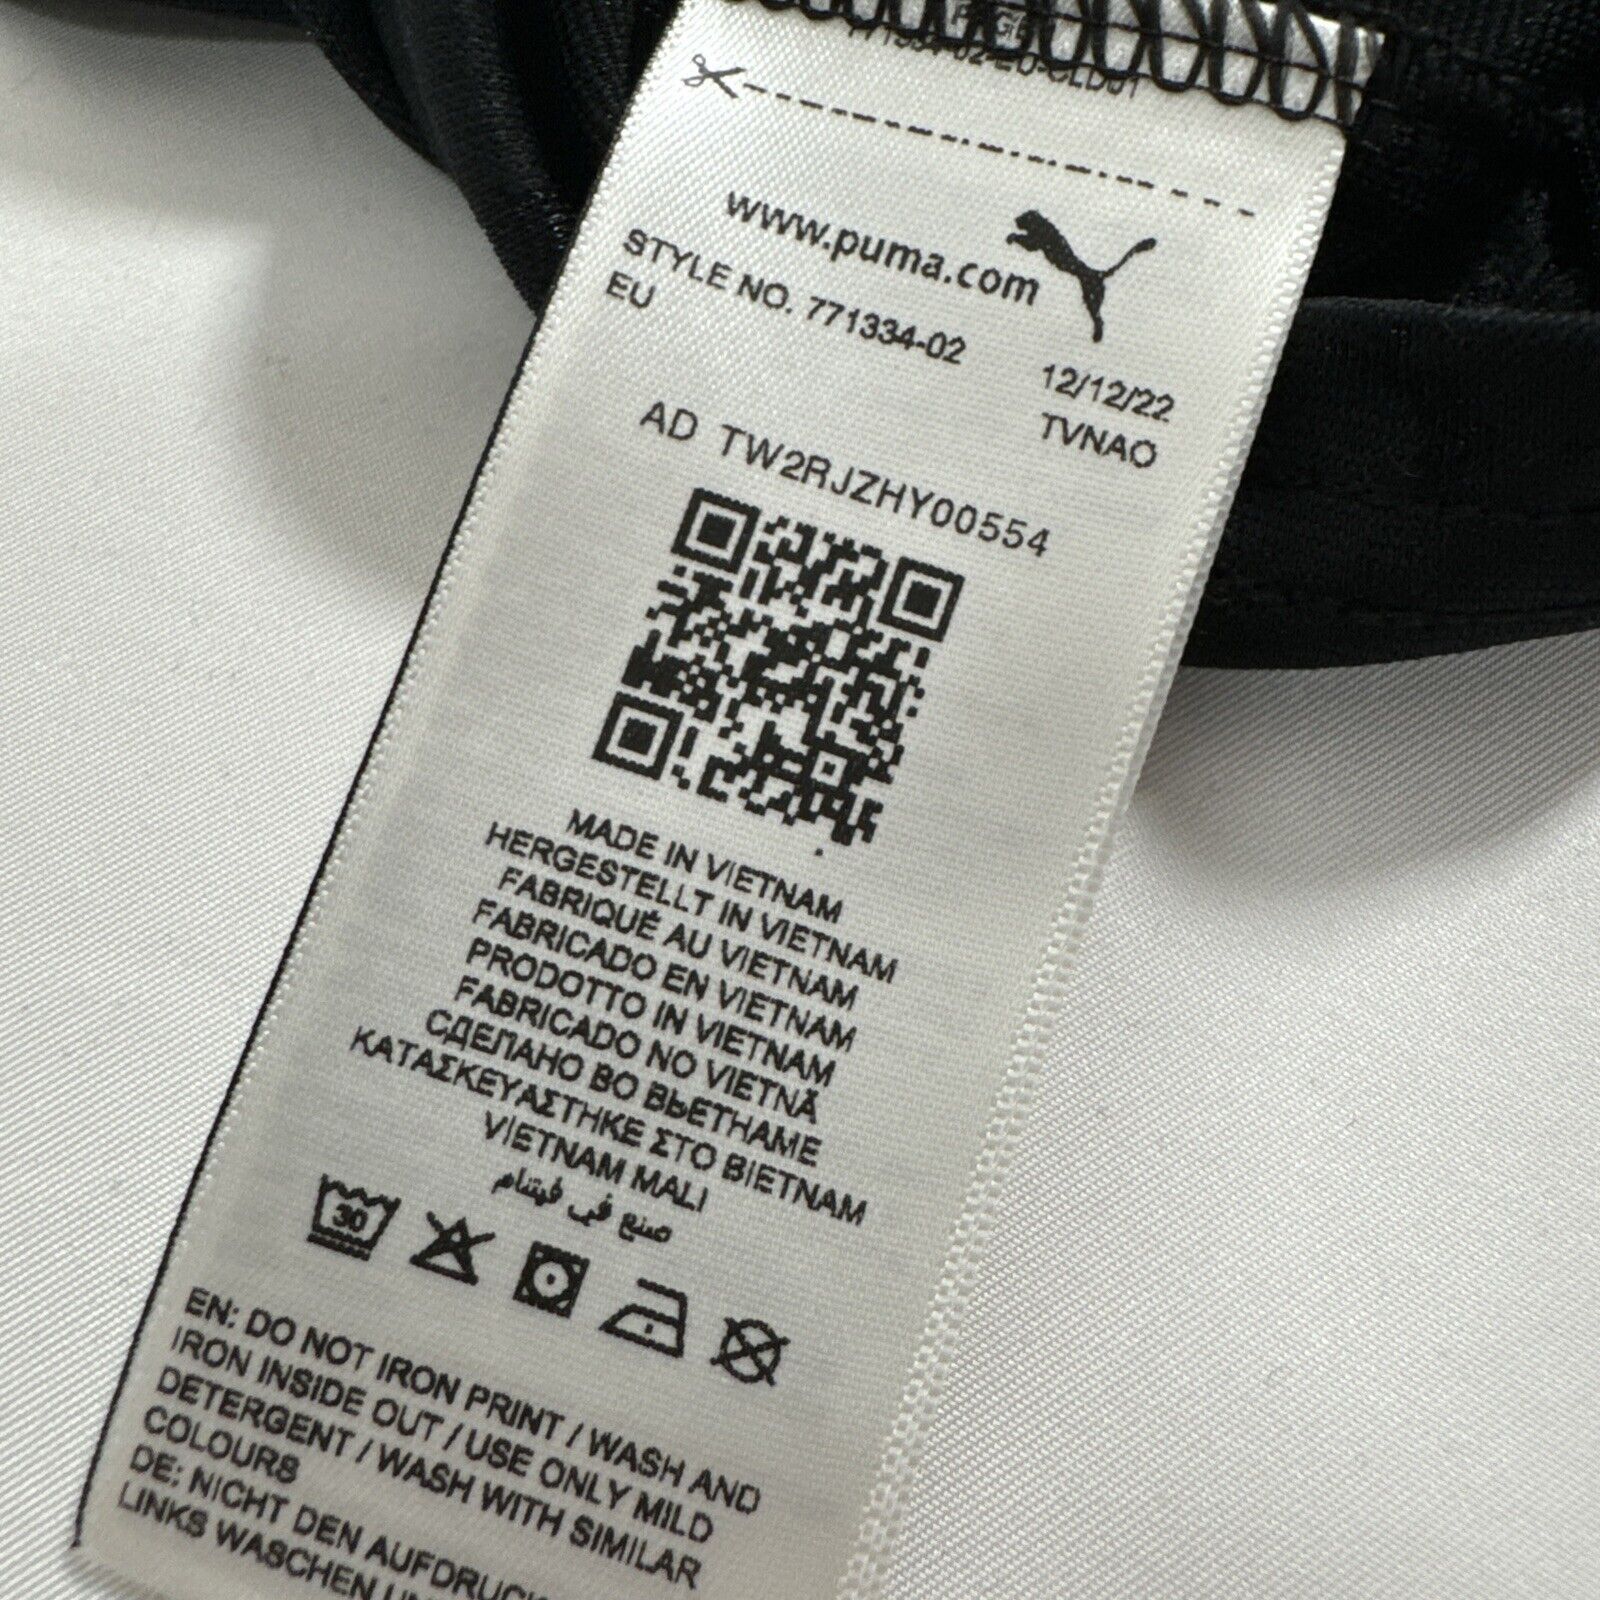 www.puma.com
STYLE NO. 771334-02
EU
12/12/22
TVNAO
AD TW2RJZHY00554
MADE IN VIETNAM
HERGESTELLT IN VIETNAM
FABRIQUÉ AU VIETNAM
FABRICADO EN VIETNAM
PRODOTTO IN VIETNAM
FABRICADO NO VIETNÃ
СДЕЛАНО ВО ВЬЕТНАМЕ
ΚΑΤΑΣΚΕΥΑΣΤΗΚΕ ΣΤΟ ΒΙΕΤΝΑΜ
VIETNAM MALI
صنع في فيتنام
30
EN: DO NOT IRON PRINT / WASH AND
IRON INSIDE OUT / USE ONLY MILD
DETERGENT / WASH WITH SIMILAR
COLOURS
DE: NICHT DEN
LINKS WASCHEN